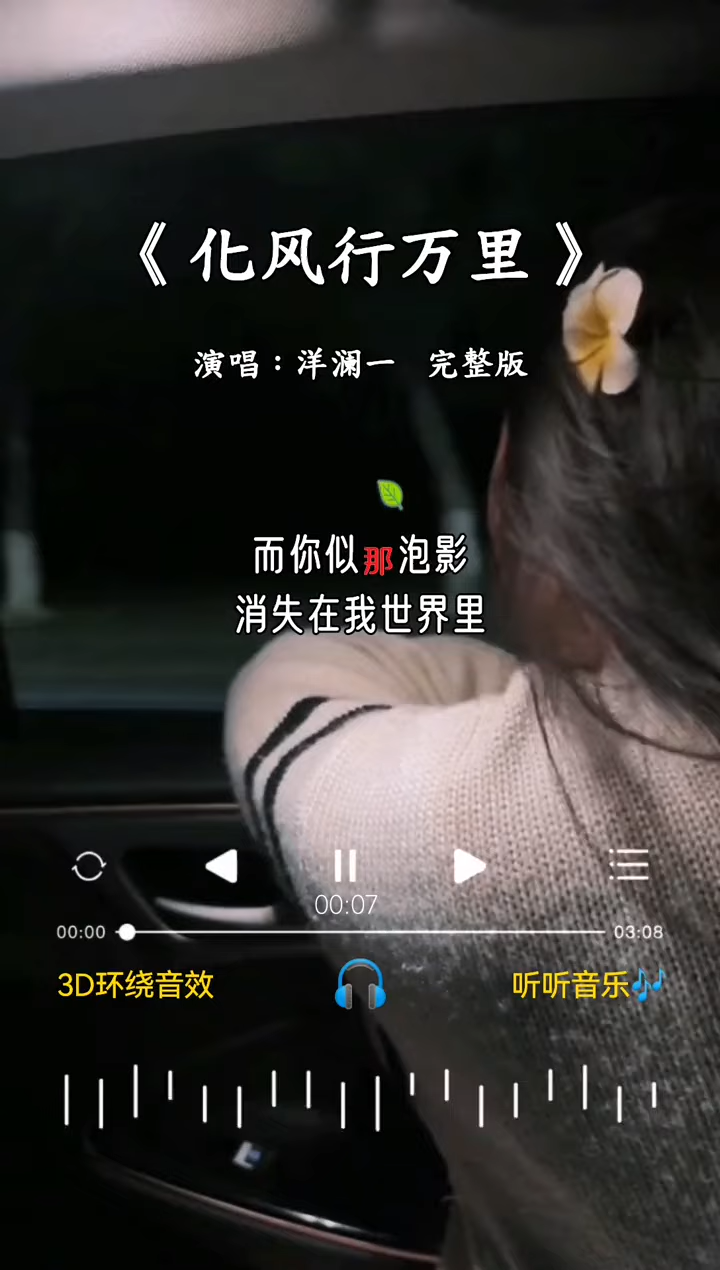 《化风行万里》
演唱：洋澜一 完整版
而你似那泡影
消失在我世界里
00:07
00:00 03:08
3D环绕音效 听听音乐